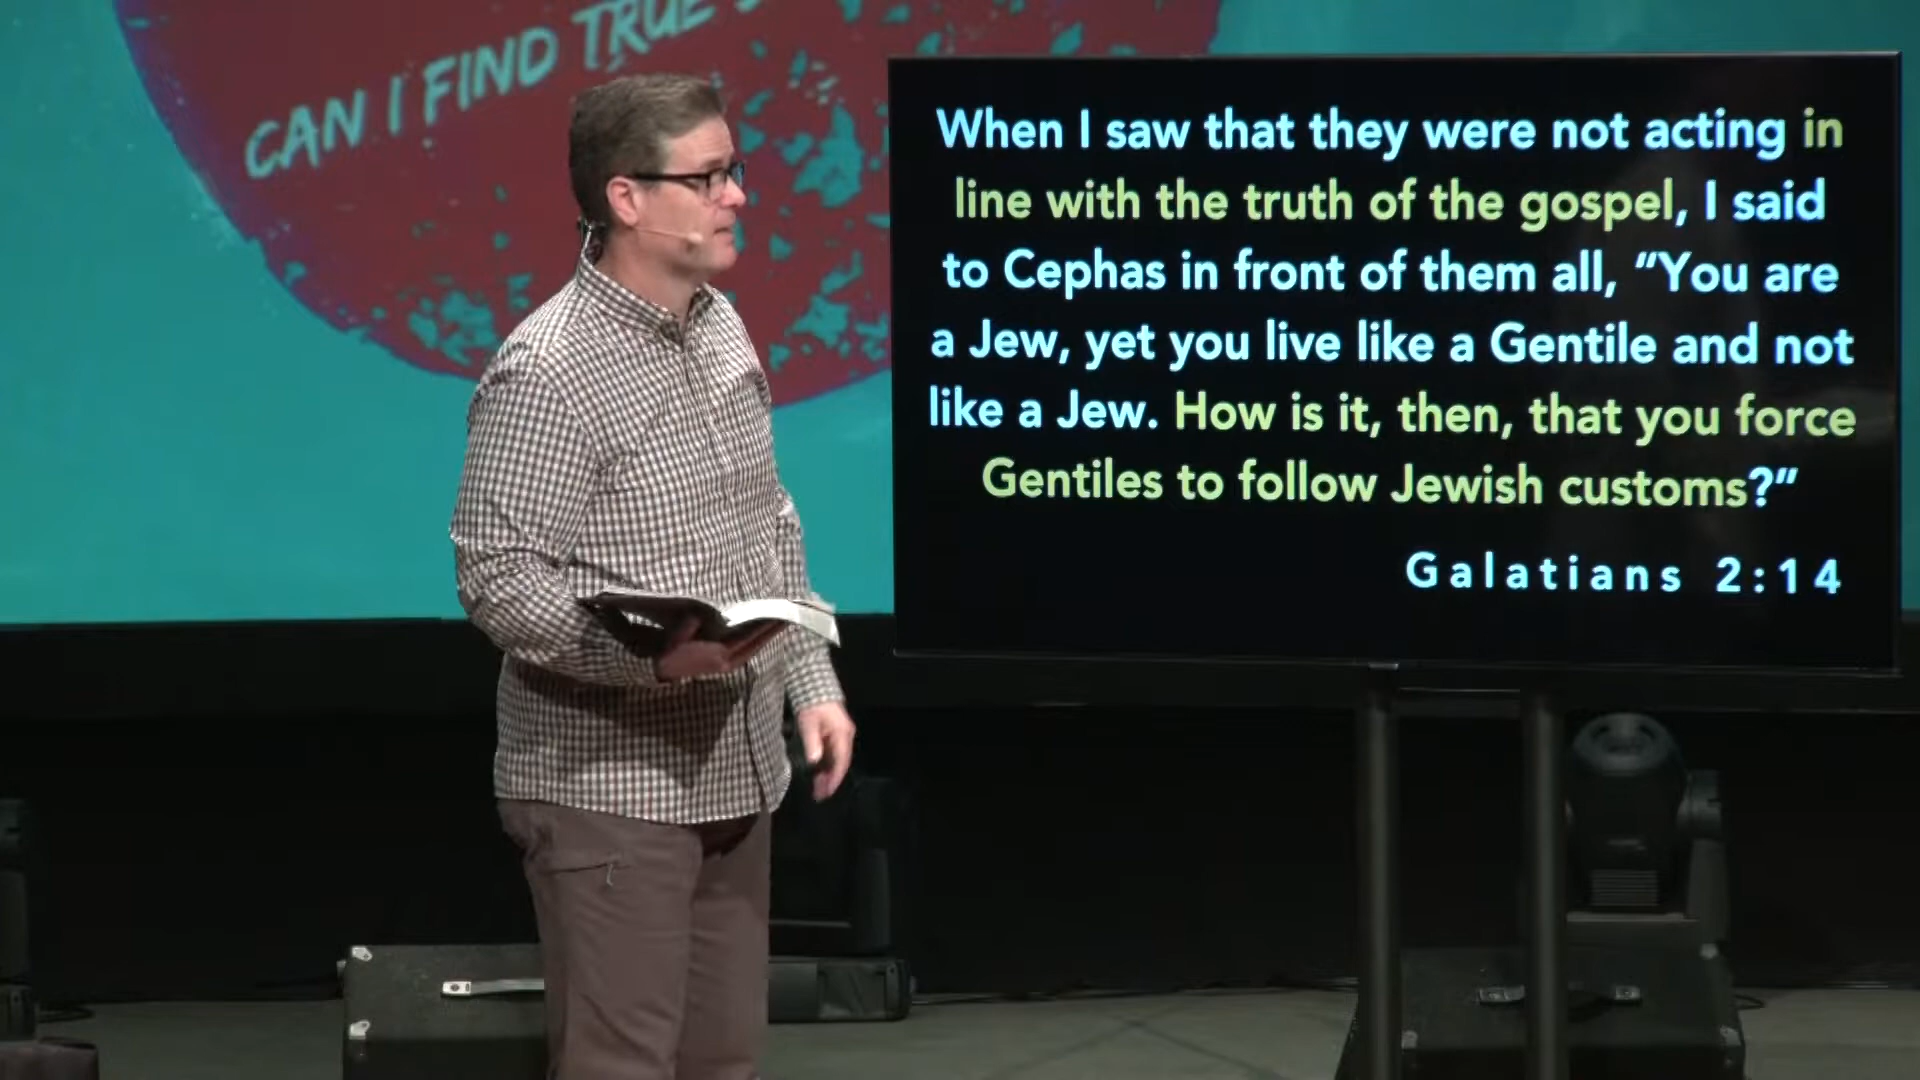 CAN I FIND TRUE
When I saw that they were not acting in
line with the truth of the gospel, I said
to Cephas in front of them all, “You are
a Jew, yet you live like a Gentile and not
like a Jew. How is it, then, that you force
Gentiles to follow Jewish customs?”
Galatians 2:14